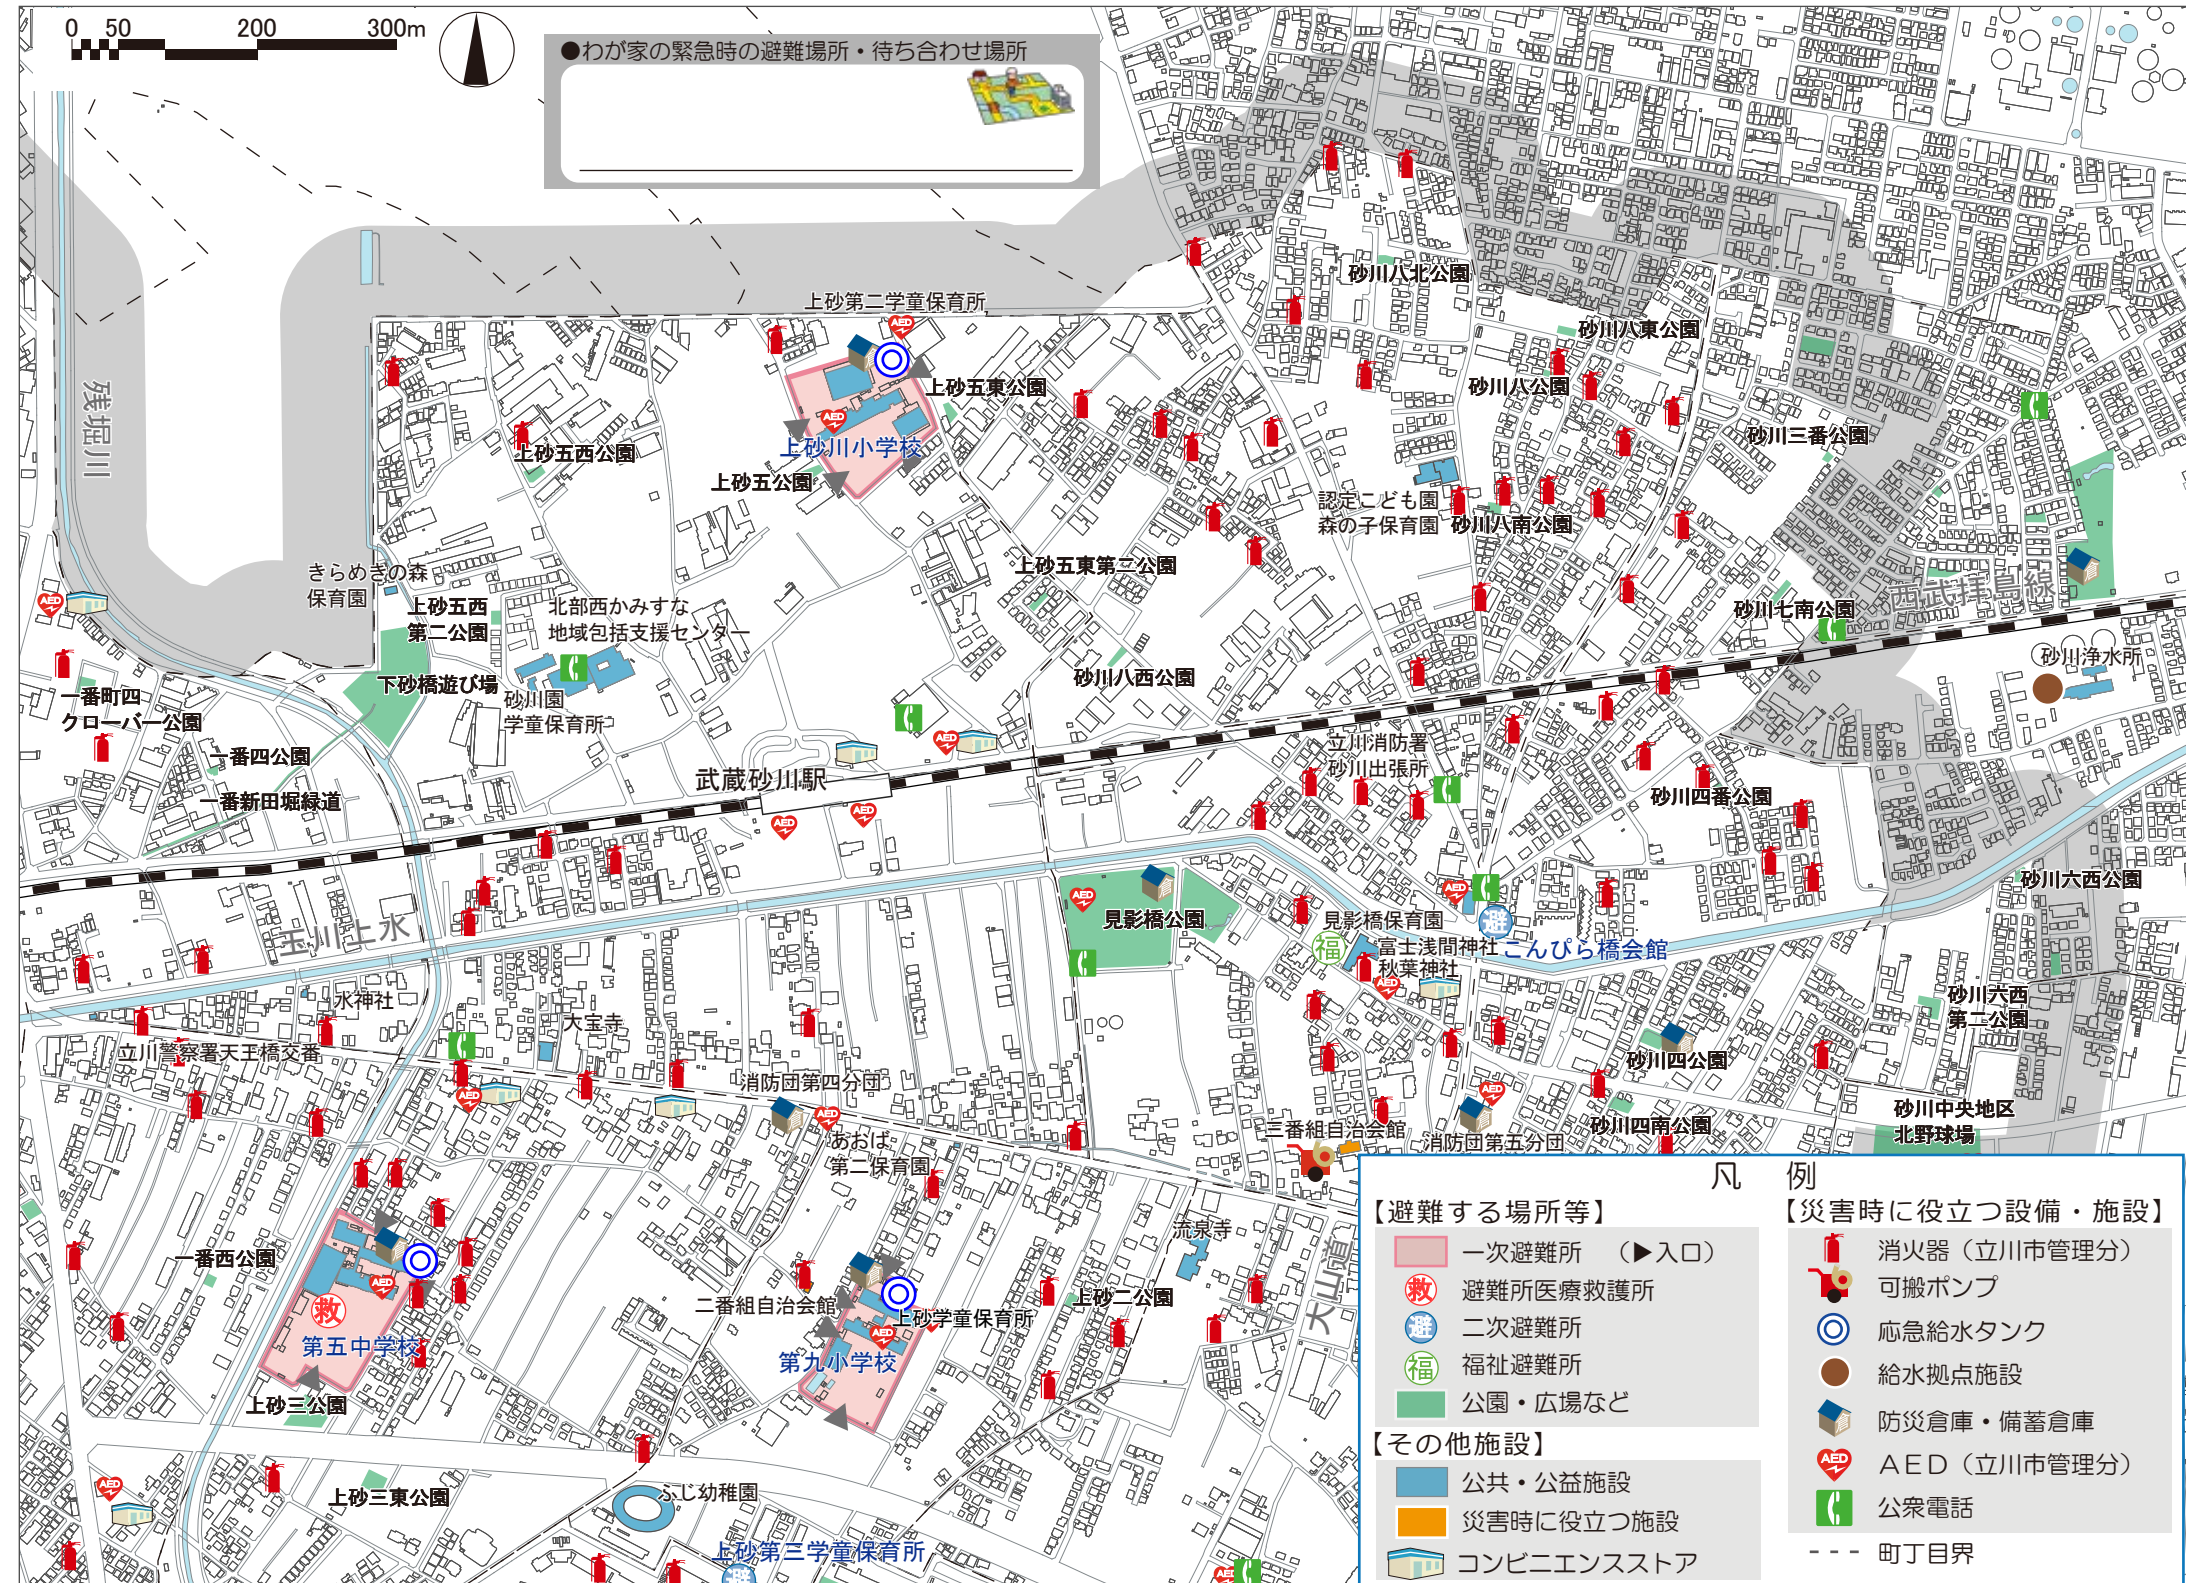 0 50 200 300m
●わが家の緊急時の避難場所・待ち合わせ場所
残堀川
上砂第二学童保育所
AED
上砂五東公園
AED
上砂川小学校
上砂五西公園
上砂五公園
砂川八北公園
砂川八東公園
砂川八公園
砂川三番公園
認定こども園
森の子保育園
砂川八南公園
上砂五東第二公園
きらめきの森
保育園
上砂五西
第二公園
北部西かみすな
地域包括支援センター
砂川七南公園
西武拝島線
砂川浄水所
AED
一番町四
クローバー公園
下砂橋遊び場
砂川園
学童保育所
砂川八西公園
一番四公園
一番新田堀緑道
武蔵砂川駅
AED
AED
AED
立川消防署
砂川出張所
砂川四番公園
砂川六西公園
玉川上水
AED
見影橋公園
見影橋保育園
福
富士浅間神社
秋葉神社
AED
AED
避
こんぴら橋会館
水神社
大宝寺
立川警察署天王橋交番
AED
消防団第四分団
AED
あおば
第二保育園
砂川六西
第二公園
砂川四公園
AED
砂川四南公園
砂川中央地区
北野球場
三番組自治会館
消防団第五分団
一番西公園
AED
救
第五中学校
上砂三公園
二番組自治会館
上砂学童保育所
AED
第九小学校
流泉寺
上砂二公園
大山道
AED
上砂三東公園
ふじ幼稚園
上砂第三学童保育所
避
AED
凡 例
【避難する場所等】
一次避難所 （▶入口）
救 避難所医療救護所
避 二次避難所
福 福祉避難所
公園・広場など
【その他施設】
公共・公益施設
災害時に役立つ施設
コンビニエンスストア
【災害時に役立つ設備・施設】
消火器（立川市管理分）
可搬ポンプ
応急給水タンク
給水拠点施設
防災倉庫・備蓄倉庫
AED AED（立川市管理分）
公衆電話
町丁目界